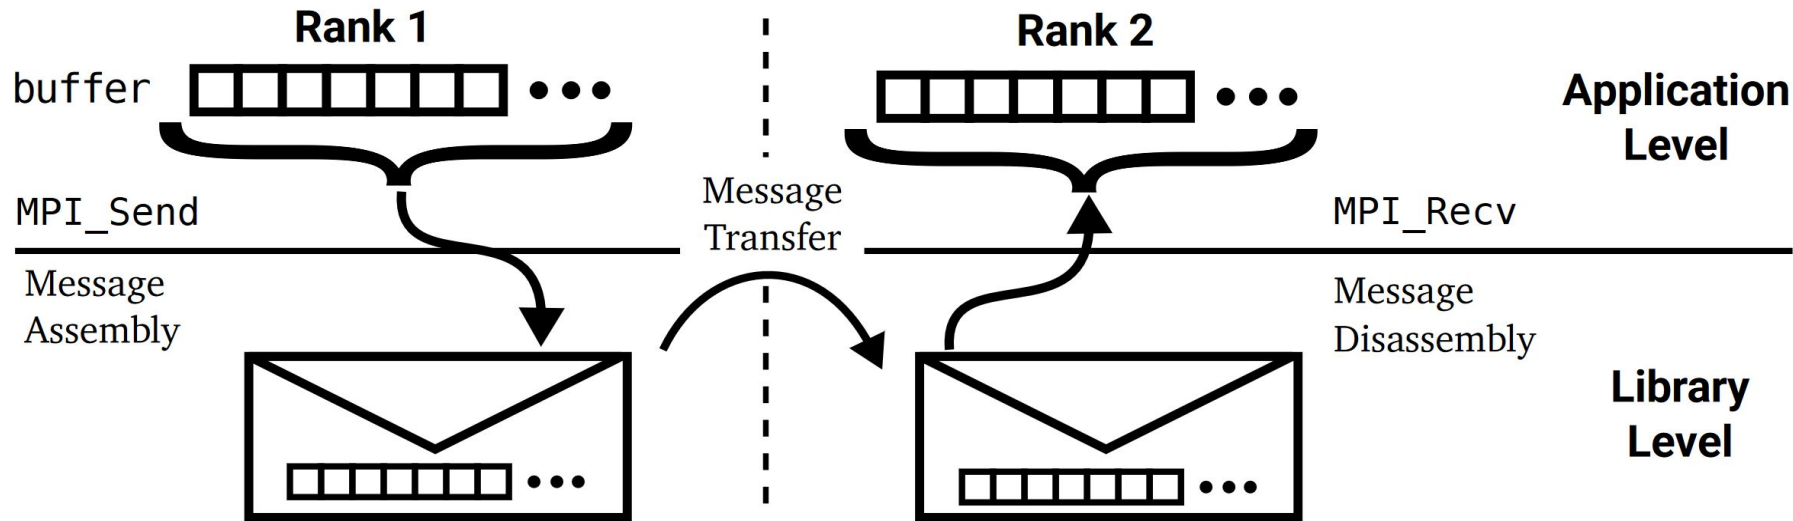 Rank 1
Rank 2
buffer
Application
Level
Message
Transfer
MPI_Send
MPI_Recv
Message
Assembly
Message
Disassembly
Library
Level